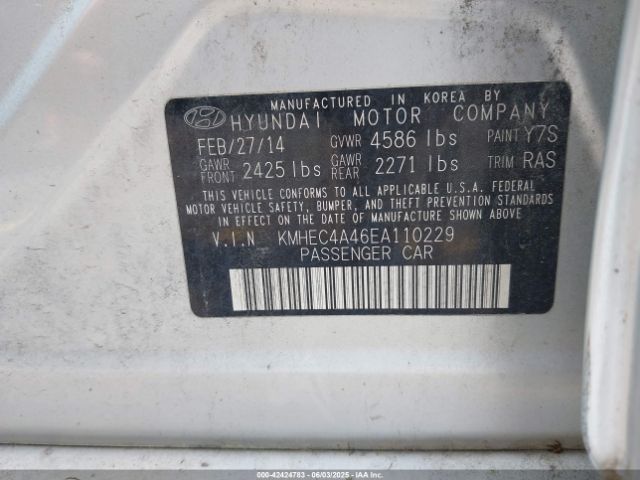 MANUFACTURED IN KOREA BY
HYUNDAI MOTOR COMPANY
FEB/27/14 GVWR 4586 lbs PAINT Y7S
GAWR FRONT 2425 lbs GAWR REAR 2271 lbs TRIM RAS
THIS VEHICLE CONFORMS TO ALL APPLICABLE U.S.A. FEDERAL
MOTOR VEHICLE SAFETY, BUMPER, AND THEFT PREVENTION STANDARDS
IN EFFECT ON THE DATE OF MANUFACTURE SHOWN ABOVE
V.I.N KMHEC4A46EA110229
PASSENGER CAR
000-42424783 - 06/03/2025 - IAA Inc.